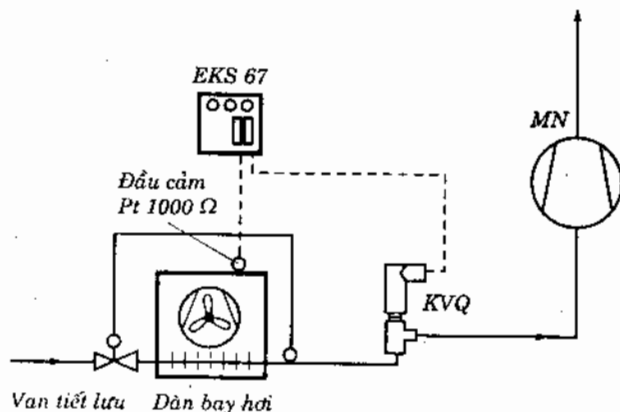 EKS 67
MN
Đầu cảm
Pt 1000 Ω
KVQ
Van tiết lưu
Dàn bay hơi